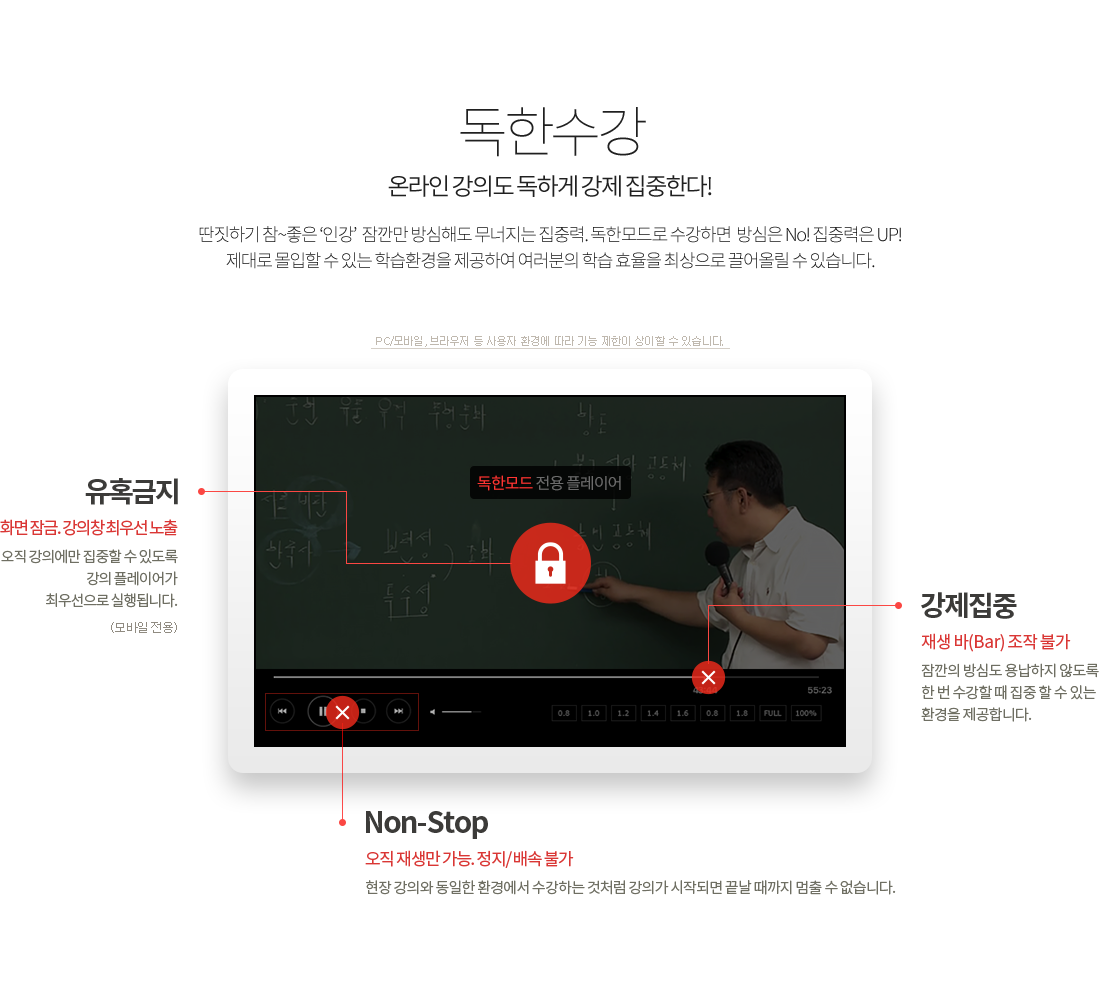 독한수강
온라인 강의도 독하게 강제 집중한다!
딴짓하기 참~좋은 ‘인강’ 잠깐만 방심해도 무너지는 집중력. 독한모드로 수강하면 방심은 No! 집중력은 UP!
제대로 몰입할 수 있는 학습환경을 제공하여 여러분의 학습 효율을 최상으로 끌어올릴 수 있습니다.
PC/모바일, 브라우저 등 사용자 환경에 따라 기능 제한이 상이할 수 있습니다.
유혹금지
화면 잠금. 강의창 최우선 노출
오직 강의에만 집중할 수 있도록
강의 플레이어가
최우선으로 실행됩니다.
(모바일 전용)
향도
공동체
독한모드 전용 플레이어
특수성
55:23
0.8 1.0 1.2 1.4 1.6 0.8 1.8 FULL 100%
강제집중
재생 바(Bar) 조작 불가
잠깐의 방심도 용납하지 않도록
한 번 수강할 때 집중 할 수 있는
환경을 제공합니다.
Non-Stop
오직 재생만 가능. 정지/배속 불가
현장 강의와 동일한 환경에서 수강하는 것처럼 강의가 시작되면 끝날 때까지 멈출 수 없습니다.